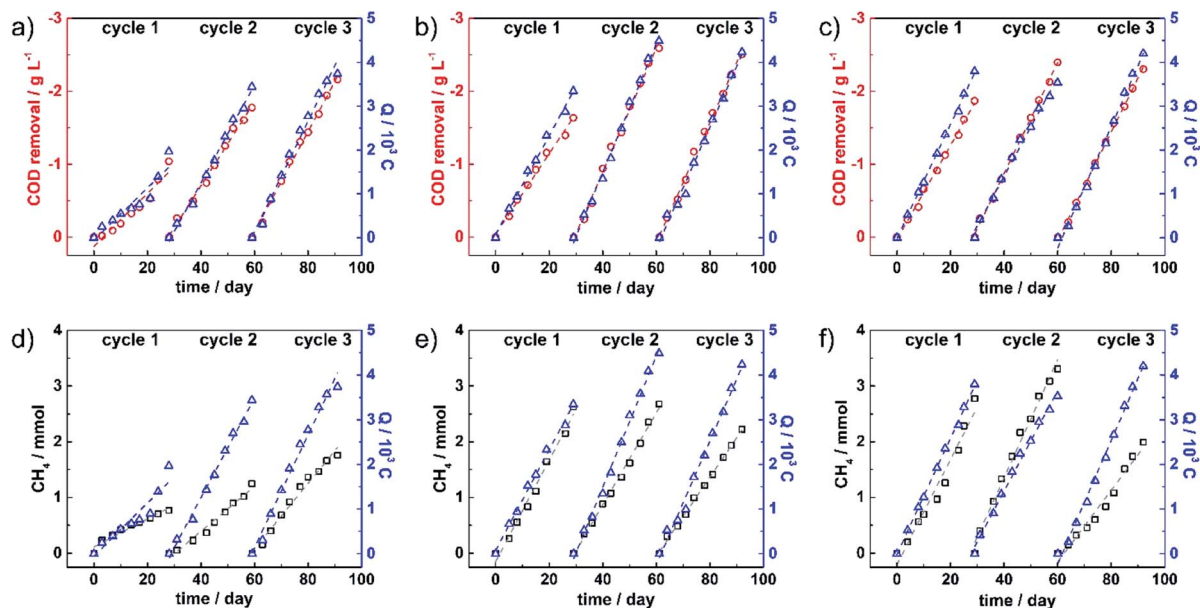 a)
cycle 1 cycle 2 cycle 3
COD removal / g L⁻¹
-3
-2
-1
0
Q / 10³ C
5
4
3
2
1
0
0 20 40 60 80 100
time / day
b)
cycle 1 cycle 2 cycle 3
COD removal / g L⁻¹
-3
-2
-1
0
Q / 10³ C
5
4
3
2
1
0
0 20 40 60 80 100
time / day
c)
cycle 1 cycle 2 cycle 3
COD removal / g L⁻¹
-3
-2
-1
0
Q / 10³ C
5
4
3
2
1
0
0 20 40 60 80 100
time / day
d)
cycle 1 cycle 2 cycle 3
CH₄ / mmol
4
3
2
1
0
Q / 10³ C
5
4
3
2
1
0
0 20 40 60 80 100
time / day
e)
cycle 1 cycle 2 cycle 3
CH₄ / mmol
4
3
2
1
0
Q / 10³ C
5
4
3
2
1
0
0 20 40 60 80 100
time / day
f)
cycle 1 cycle 2 cycle 3
CH₄ / mmol
4
3
2
1
0
Q / 10³ C
5
4
3
2
1
0
0 20 40 60 80 100
time / day